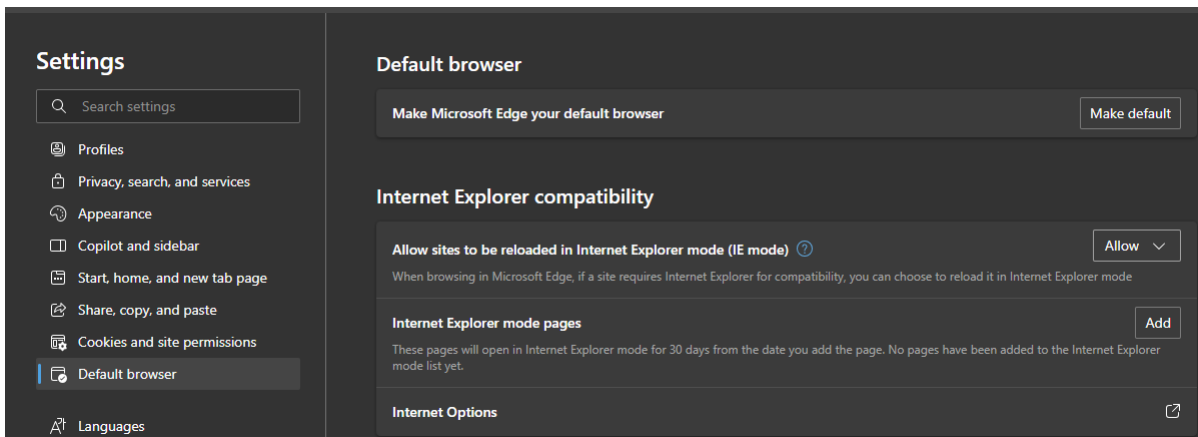 Settings
Search settings
Profiles
Privacy, search, and services
Appearance
Copilot and sidebar
Start, home, and new tab page
Share, copy, and paste
Cookies and site permissions
Default browser
Languages
Default browser
Make Microsoft Edge your default browser
Make default
Internet Explorer compatibility
Allow sites to be reloaded in Internet Explorer mode (IE mode)
Allow
When browsing in Microsoft Edge, if a site requires Internet Explorer for compatibility, you can choose to reload it in Internet Explorer mode
Internet Explorer mode pages
Add
These pages will open in Internet Explorer mode for 30 days from the date you add the page. No pages have been added to the Internet Explorer
mode list yet.
Internet Options